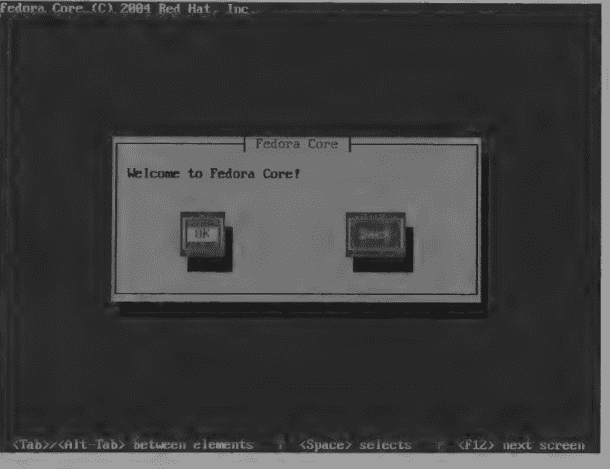 Fedora Core (C) 2004 Red Hat, Inc
Fedora Core
Welcome to Fedora Core!
OK Back
<Tab>/<Alt-Tab> between elements | <Space> selects | <F12> next screen